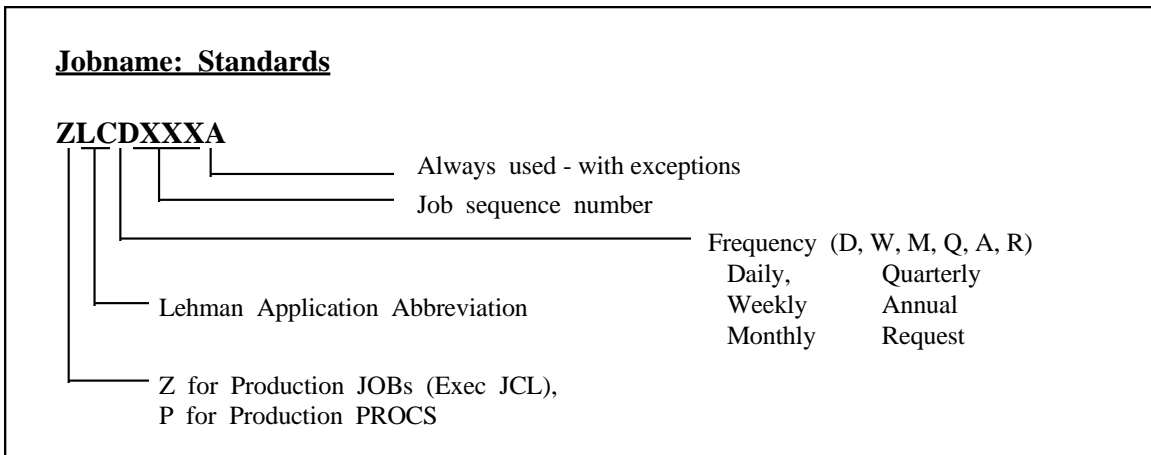 Jobname: Standards
ZLCDXXXA
Always used - with exceptions
Job sequence number
Frequency (D, W, M, Q, A, R)
Daily, Quarterly
Weekly Annual
Monthly Request
Lehman Application Abbreviation
Z for Production JOBs (Exec JCL),
P for Production PROCS